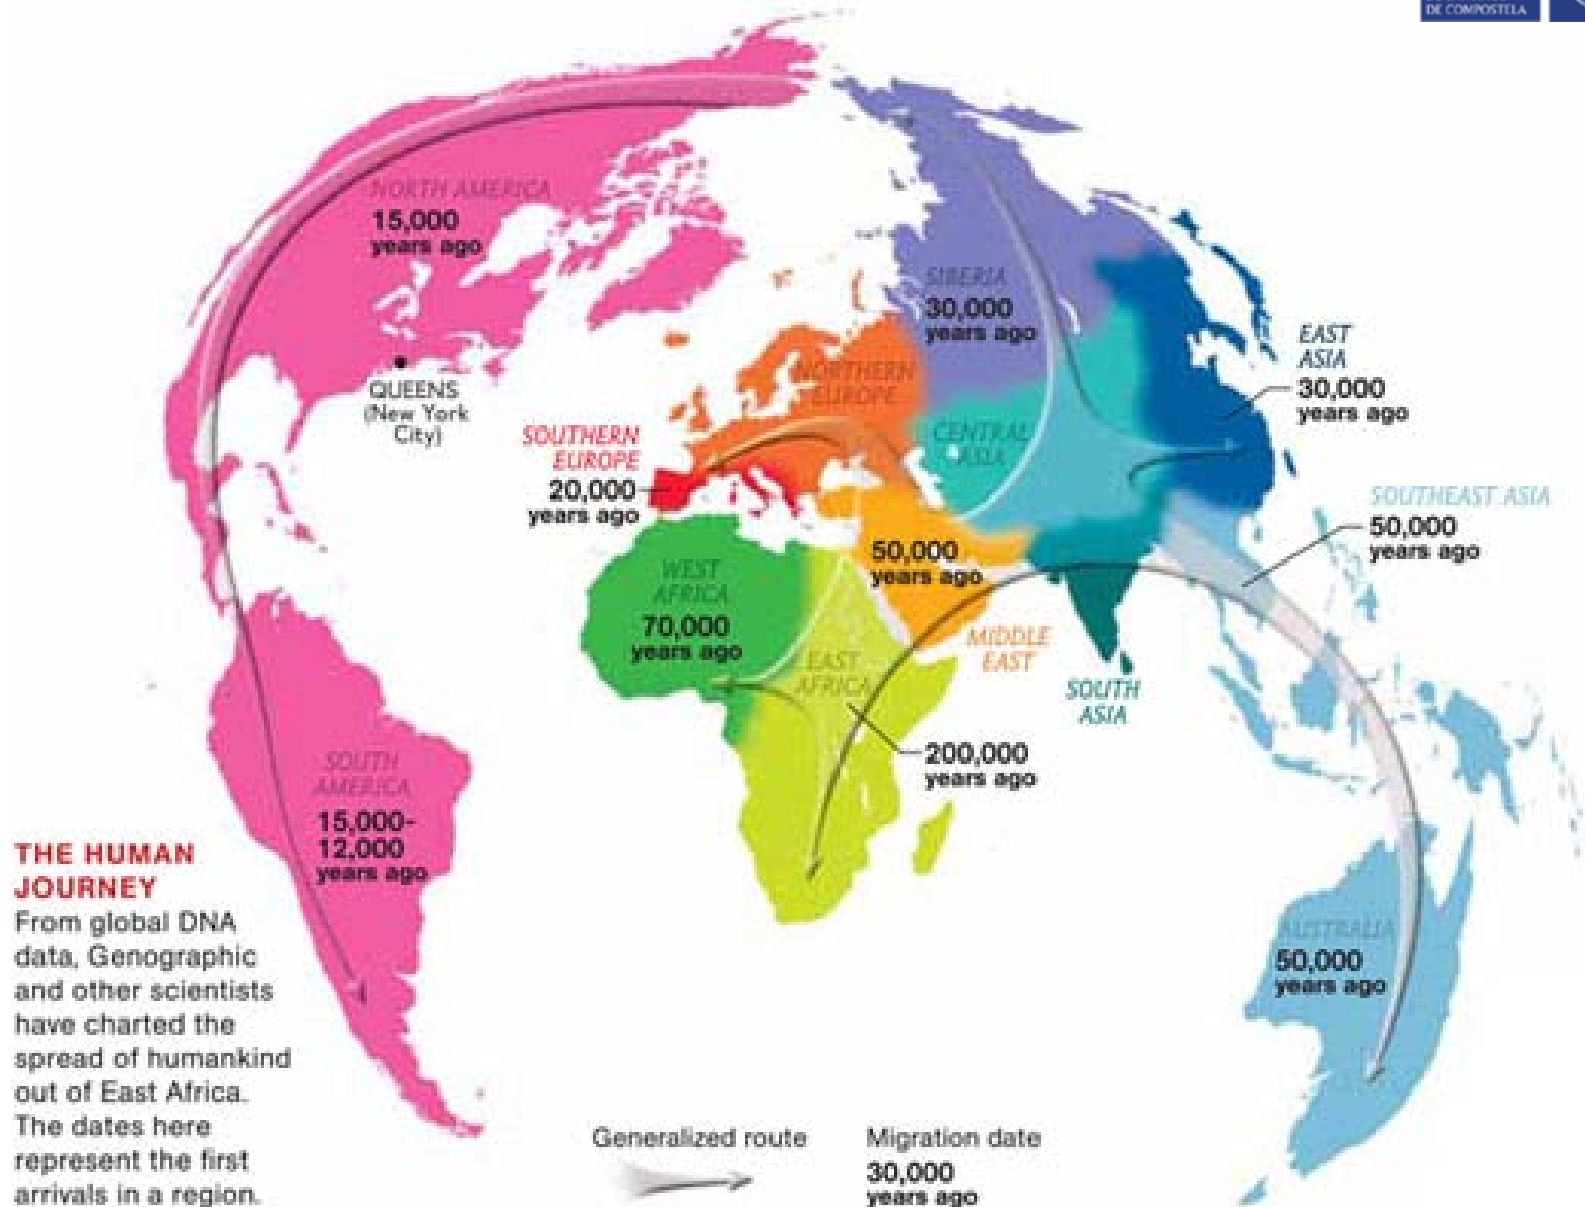 DE COMPOSTELA
NORTH AMERICA
15,000
years ago
QUEENS
(New York
City)
SIBERIA
30,000
years ago
EAST
ASIA
30,000
years ago
NORTHERN
EUROPE
CENTRAL
ASIA
SOUTHERN
EUROPE
20,000
years ago
SOUTHEAST ASIA
50,000
years ago
50,000
years ago
MIDDLE
EAST
WEST
AFRICA
70,000
years ago
EAST
AFRICA
200,000
years ago
SOUTH
ASIA
SOUTH
AMERICA
15,000-
12,000
years ago
AUSTRALIA
50,000
years ago
THE HUMAN
JOURNEY
From global DNA
data, Genographic
and other scientists
have charted the
spread of humankind
out of East Africa.
The dates here
represent the first
arrivals in a region.
Generalized route
Migration date
30,000
years ago